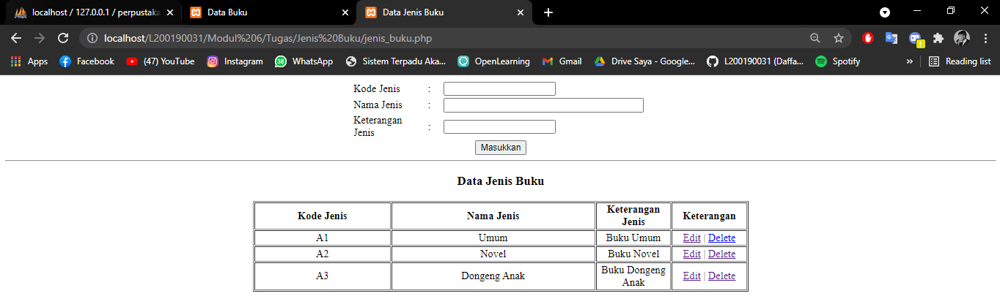 localhost / 127.0.0.1 / perpustaka
Data Buku
Data Jenis Buku
localhost/L200190031/Modul%206/Tugas/Jenis%20Buku/jenis_buku.php
Apps Facebook (47) YouTube Instagram 38 WhatsApp Sistem Terpadu Aka... OpenLearning Gmail Drive Saya - Google... L200190031 (Daffa... Spotify » Reading list
Kode Jenis :
Nama Jenis :
Keterangan
Jenis :
Masukkan
Data Jenis Buku
Kode Jenis Nama Jenis Keterangan Jenis Keterangan
A1 Umum Buku Umum Edit | Delete
A2 Novel Buku Novel Edit | Delete
A3 Dongeng Anak Buku Dongeng Anak Edit | Delete